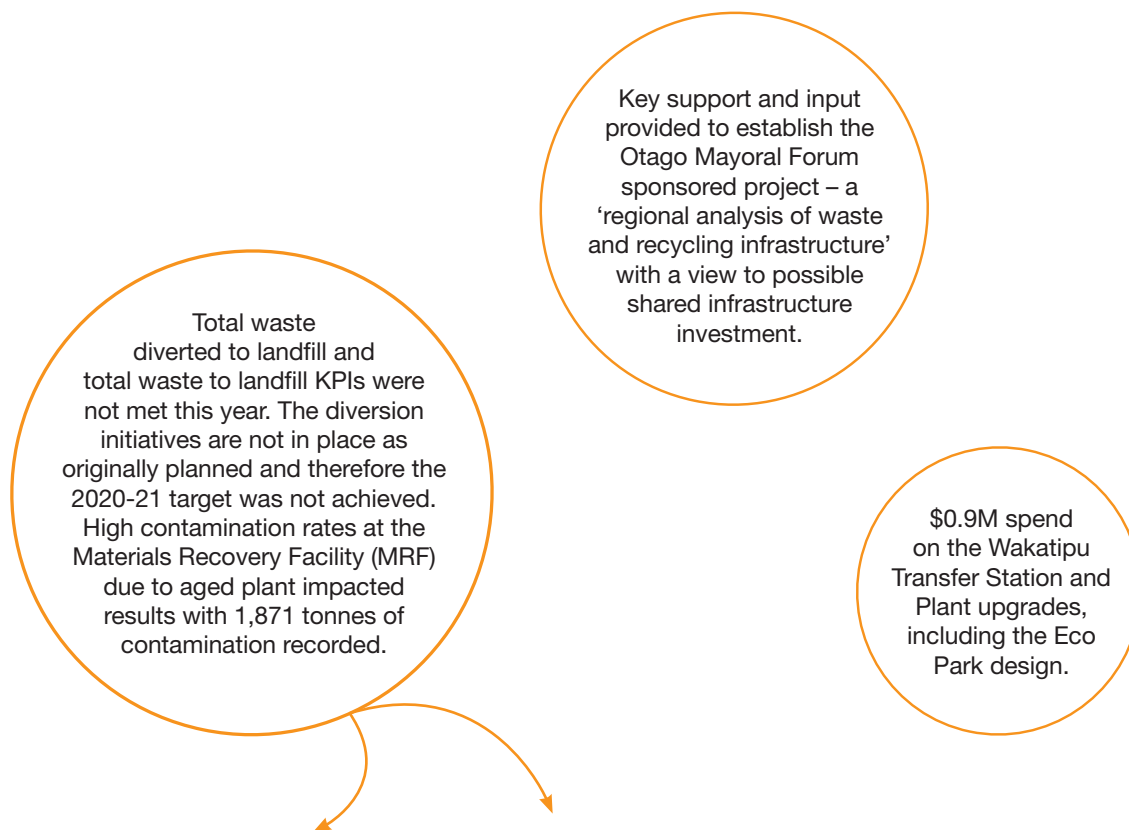 Key support and input
provided to establish the
Otago Mayoral Forum
sponsored project – a
‘regional analysis of waste
and recycling infrastructure’
with a view to possible
shared infrastructure
investment.
Total waste
diverted to landfill and
total waste to landfill KPIs were
not met this year. The diversion
initiatives are not in place as
originally planned and therefore the
2020-21 target was not achieved.
High contamination rates at the
Materials Recovery Facility (MRF)
due to aged plant impacted
results with 1,871 tonnes of
contamination recorded.
$0.9M spend
on the Wakatipu
Transfer Station and
Plant upgrades,
including the Eco
Park design.